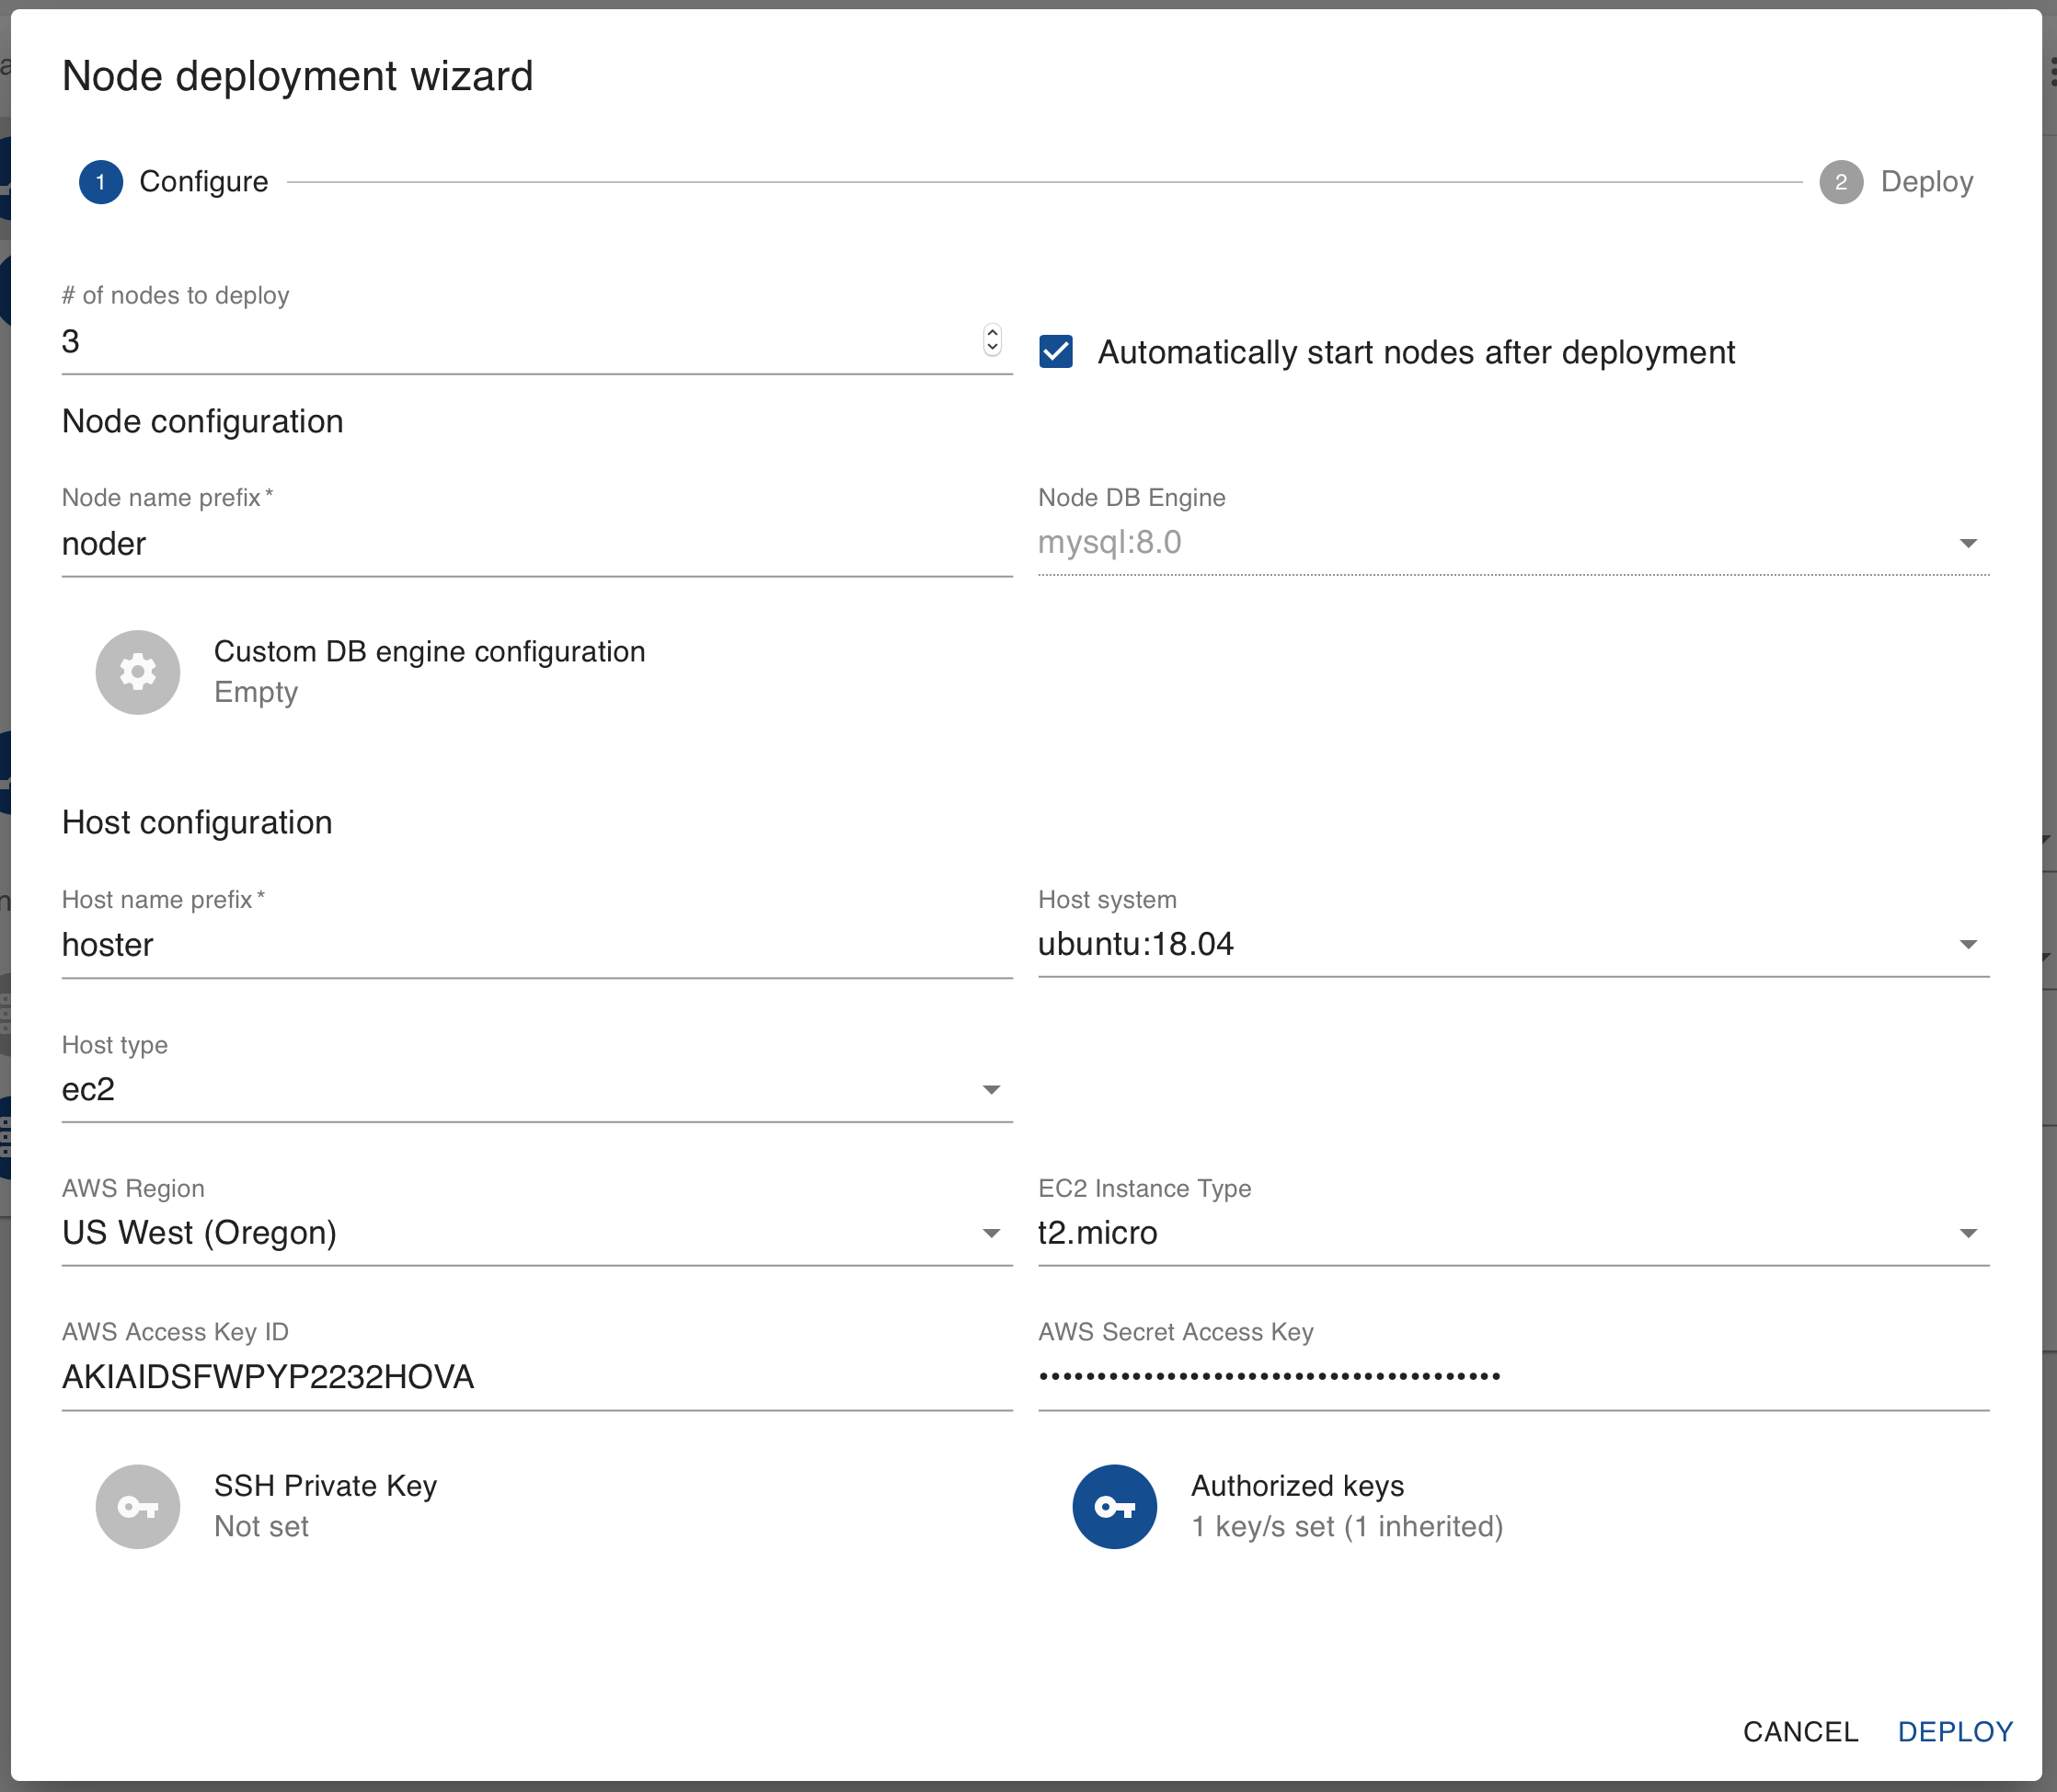 Node deployment wizard
1 Configure
2 Deploy
# of nodes to deploy
3
Automatically start nodes after deployment
Node configuration
Node name prefix *
noder
Node DB Engine
mysql:8.0
Custom DB engine configuration
Empty
Host configuration
Host name prefix *
hoster
Host system
ubuntu:18.04
Host type
ec2
AWS Region
US West (Oregon)
EC2 Instance Type
t2.micro
AWS Access Key ID
AKIAIDSFWPYP2232HOVA
AWS Secret Access Key
••••••••••••••••••••••••••••••••••••••••
SSH Private Key
Not set
Authorized keys
1 key/s set (1 inherited)
CANCEL
DEPLOY